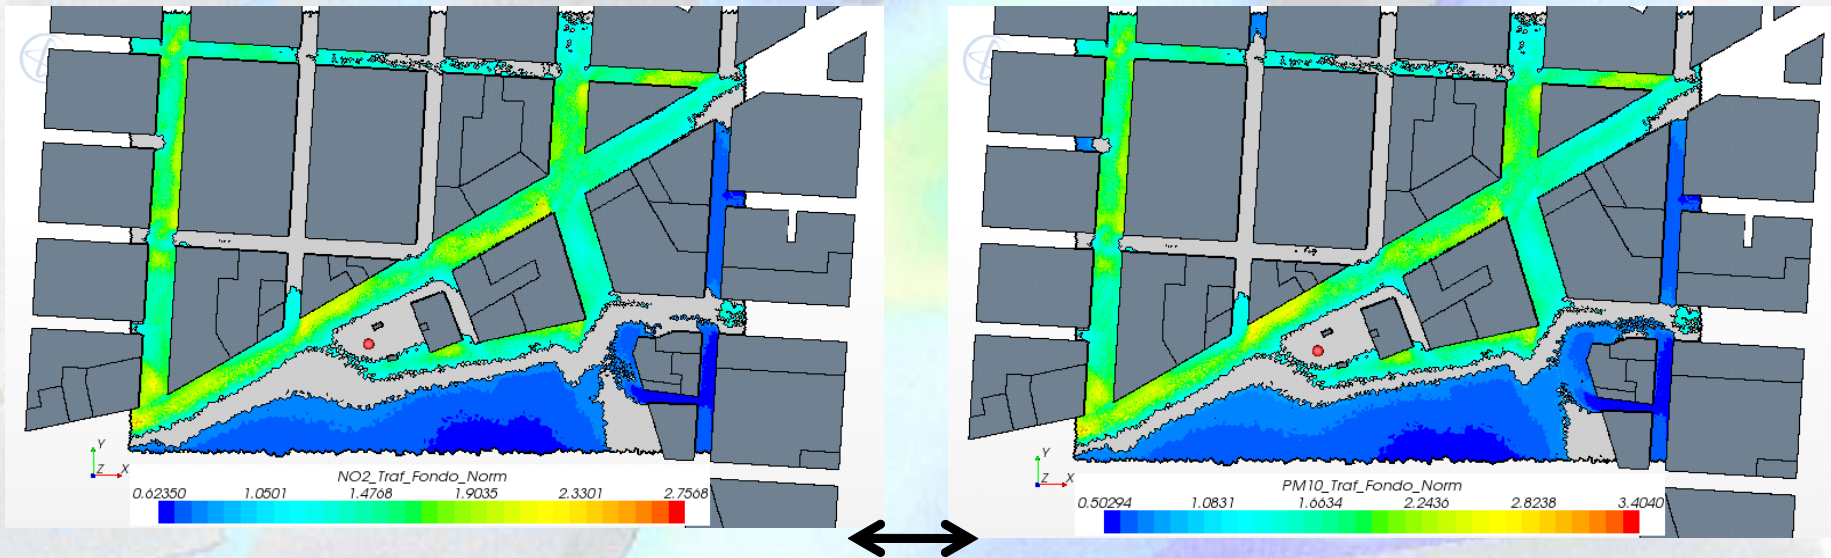 Y
Z X
NO2_Traf_Fondo_Norm
0.62350 1.0501 1.4768 1.9035 2.3301 2.7568
Y
Z X
PM10_Traf_Fondo_Norm
0.50294 1.0831 1.6634 2.2436 2.8238 3.4040